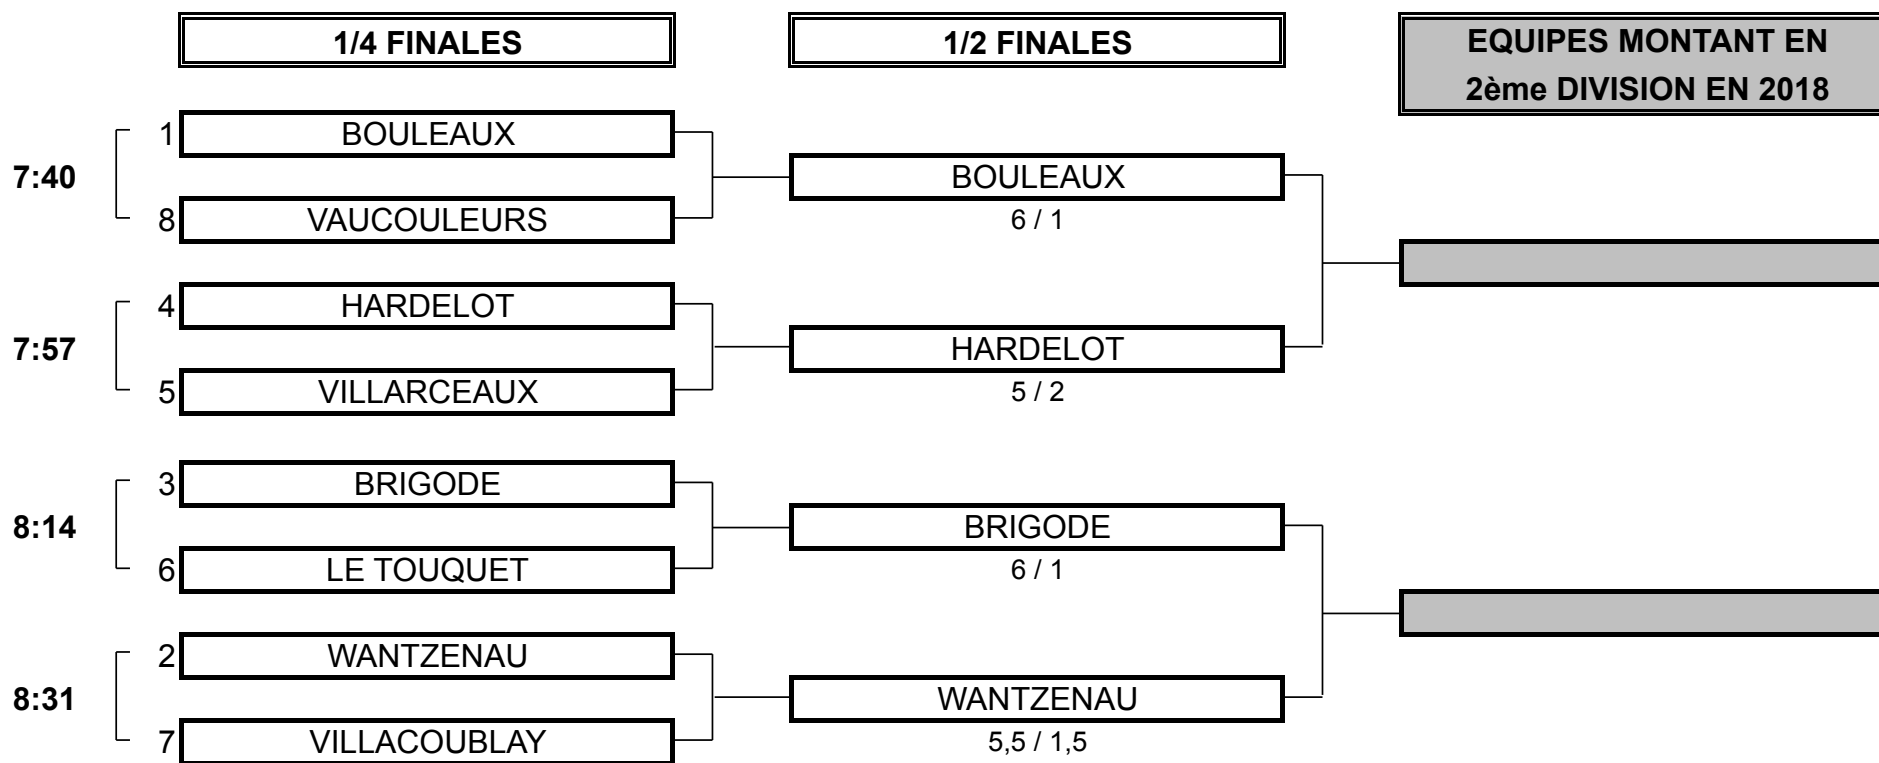 1/4 FINALES
1/2 FINALES
EQUIPES MONTANT EN
2ème DIVISION EN 2018
7:40
1 BOULEAUX
8 VAUCOULEURS
BOULEAUX
6 / 1
7:57
4 HARDELOT
5 VILLARCEAUX
HARDELOT
5 / 2
8:14
3 BRIGODE
6 LE TOUQUET
BRIGODE
6 / 1
8:31
2 WANTZENAU
7 VILLACOUBLAY
WANTZENAU
5,5 / 1,5